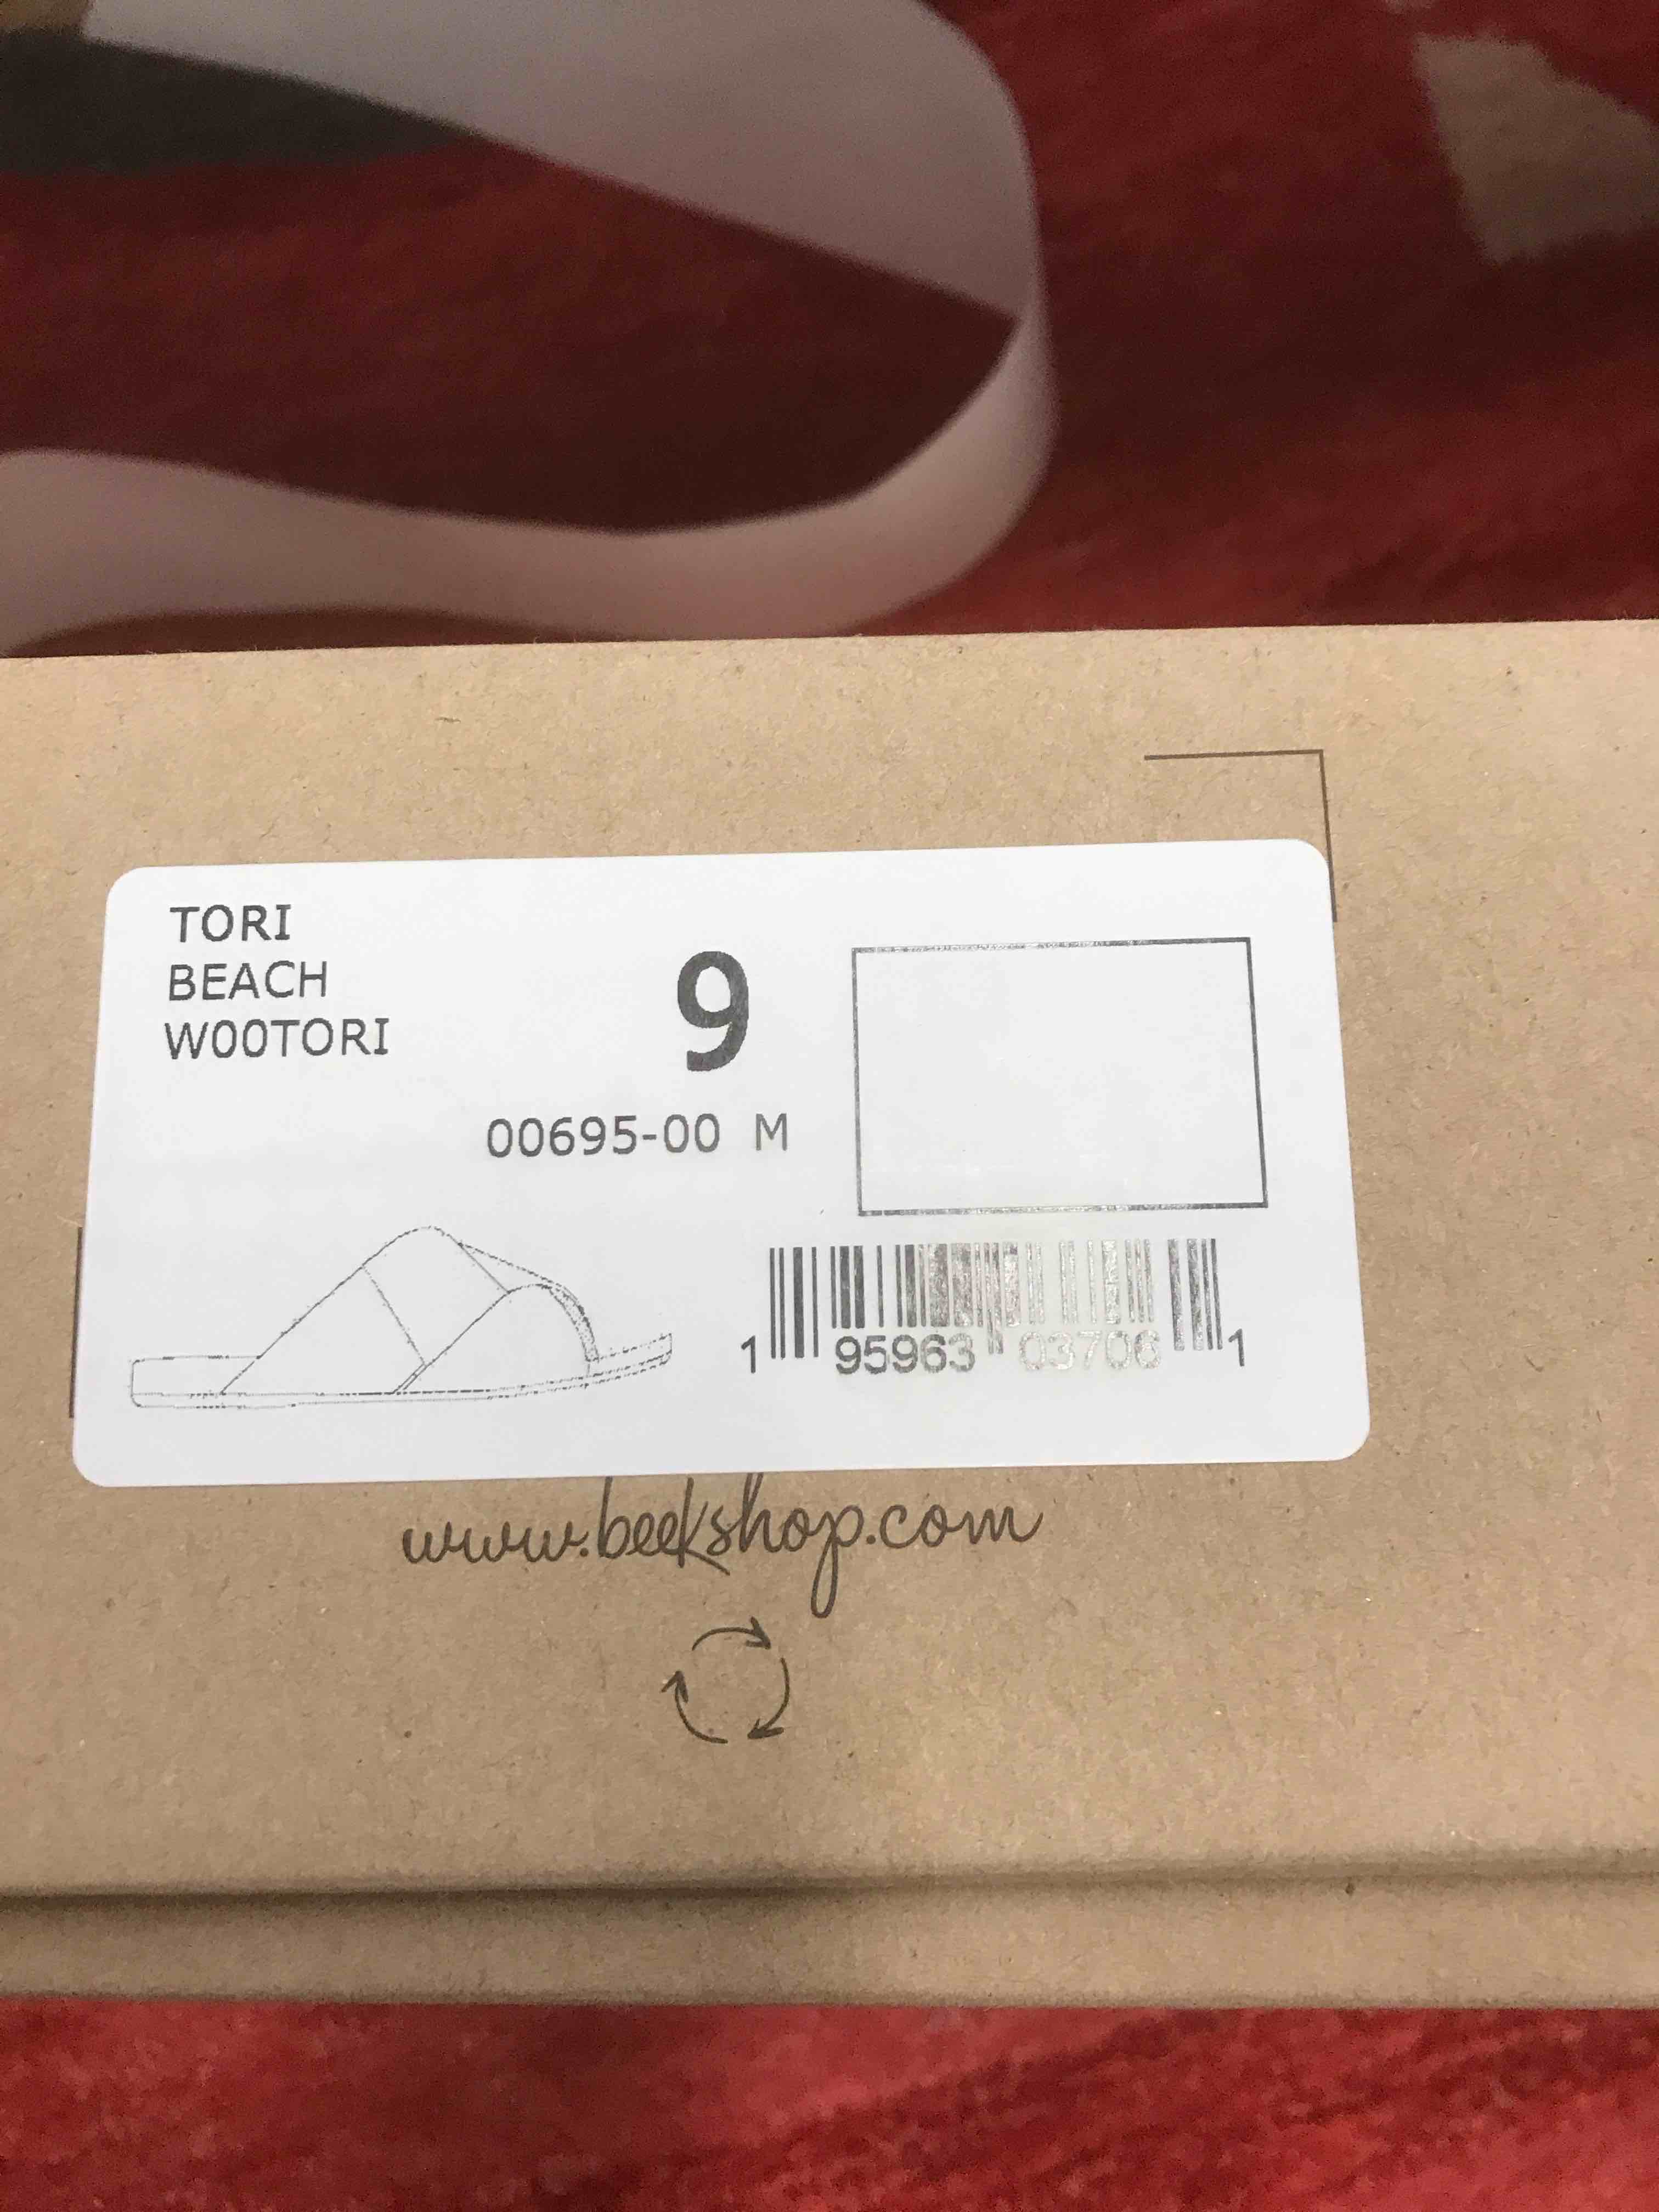 TORI
BEACH
W00TORI
9
00695-00 M
1 95963 03706 1
www.beekshop.com